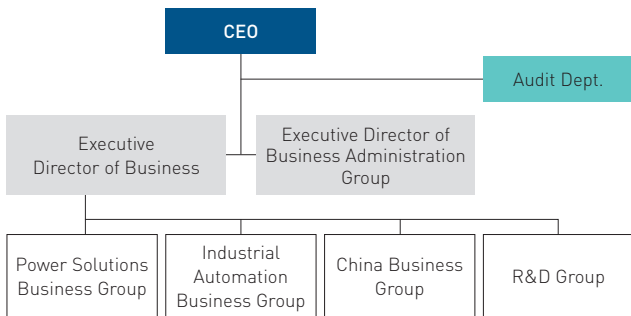 CEO
Audit Dept.
Executive
Director of Business
Executive Director of
Business Administration
Group
Power Solutions
Business Group
Industrial
Automation
Business Group
China Business
Group
R&D Group